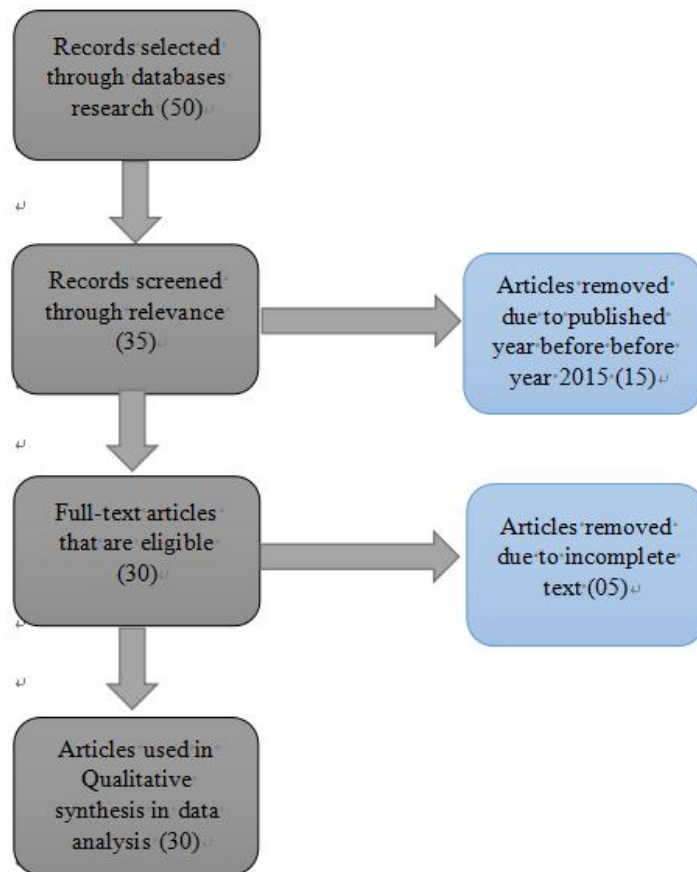 Records selected
through databases
research (50)
Records screened
through relevance
(35)
Articles removed
due to published
year before before
year 2015 (15)
Full-text articles
that are eligible
(30)
Articles removed
due to incomplete
text (05)
Articles used in
Qualitative
synthesis in data
analysis (30)